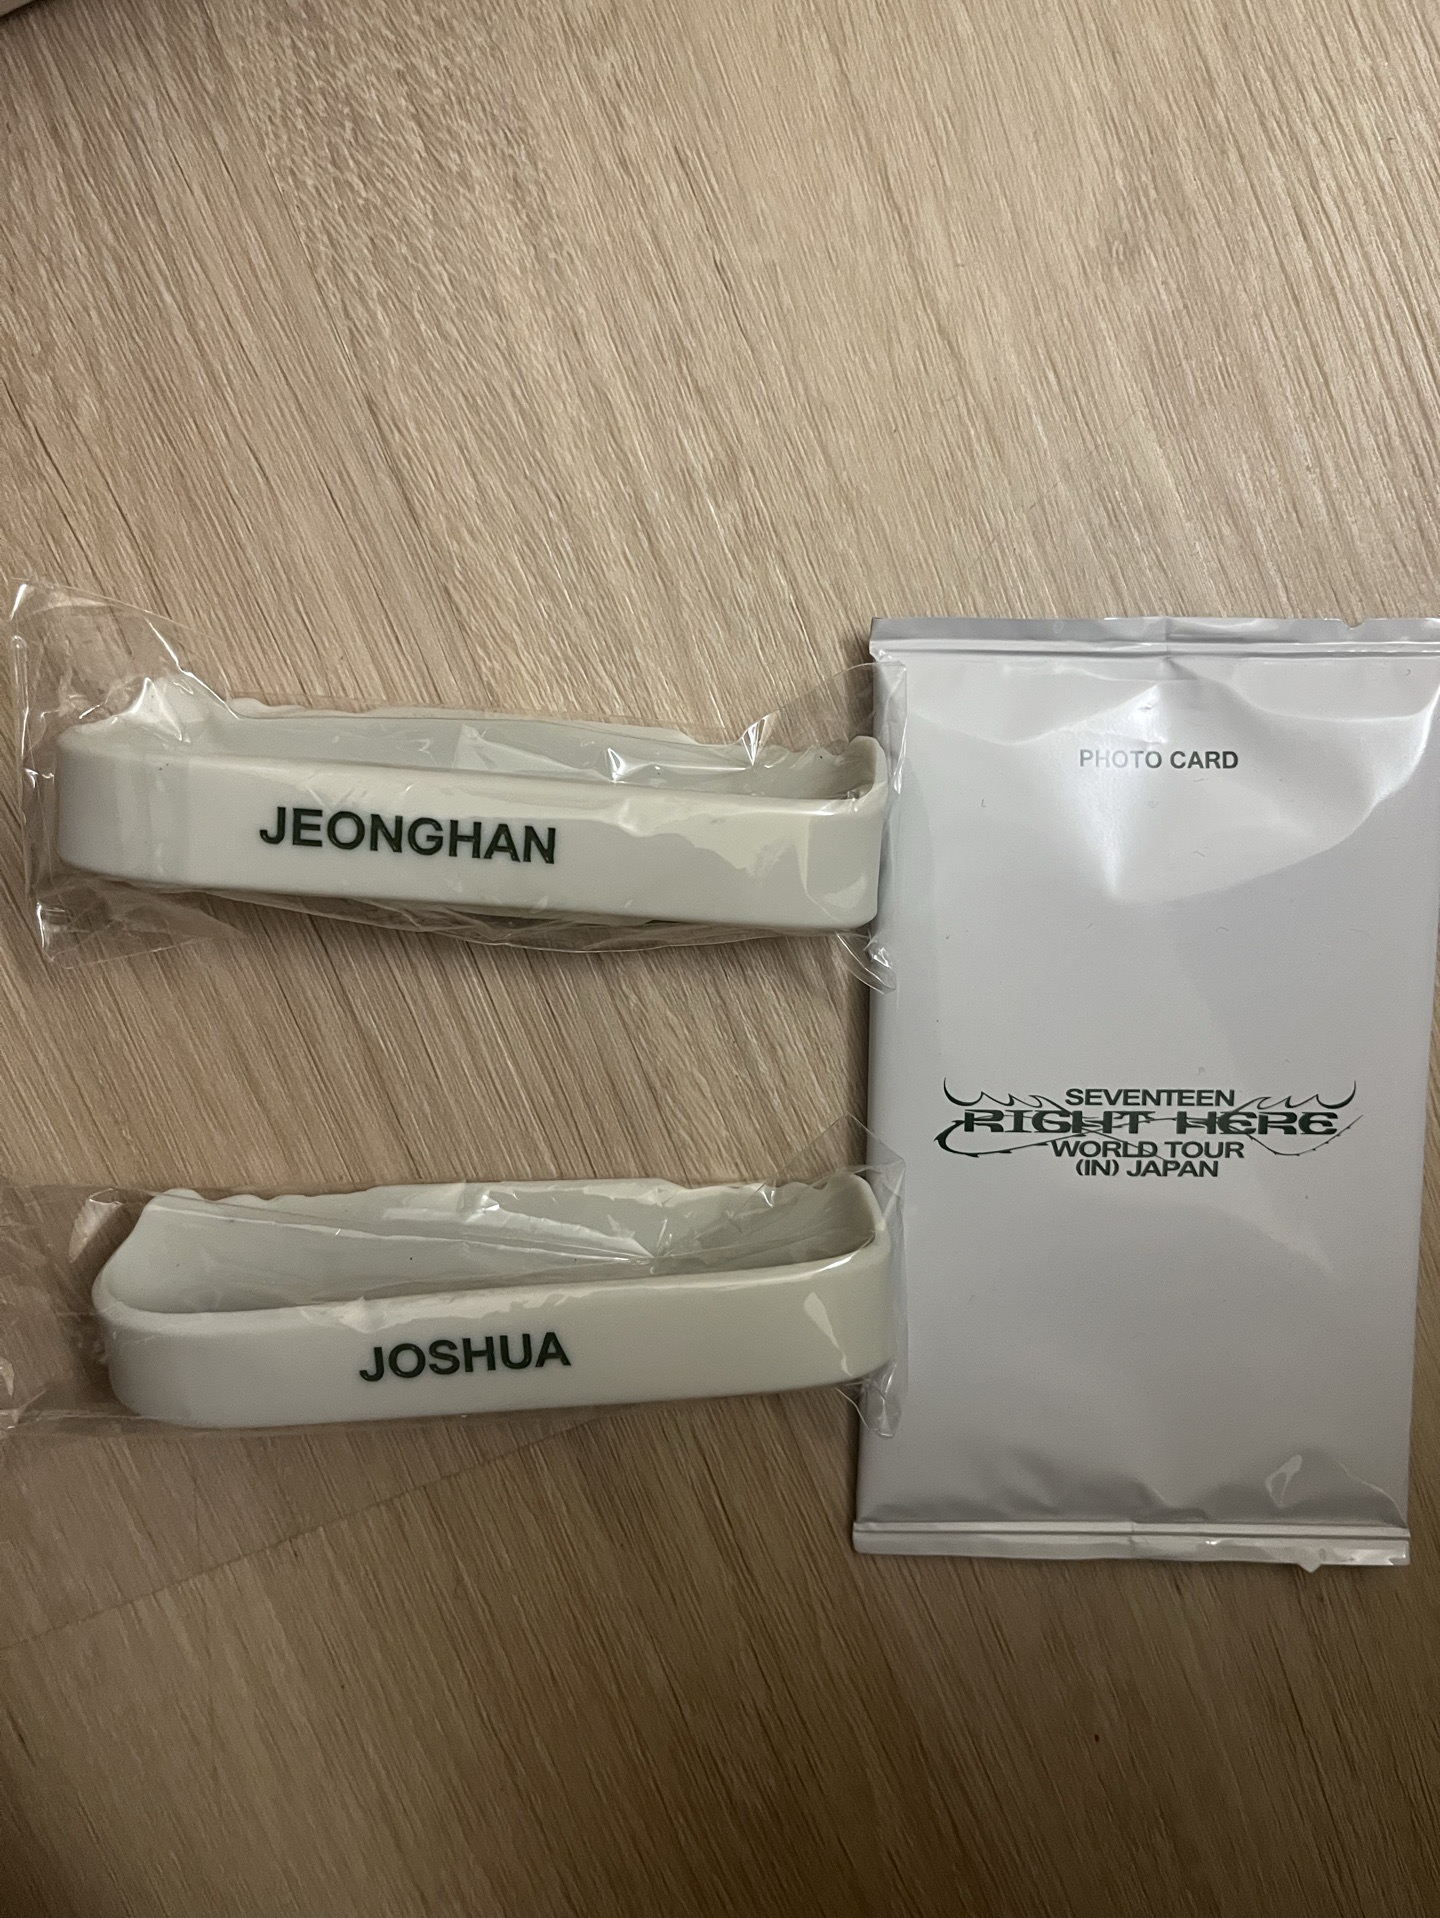 JEONGHAN
JOSHUA
PHOTO CARD
SEVENTEEN
RIGHT HERE
WORLD TOUR
(IN) JAPAN